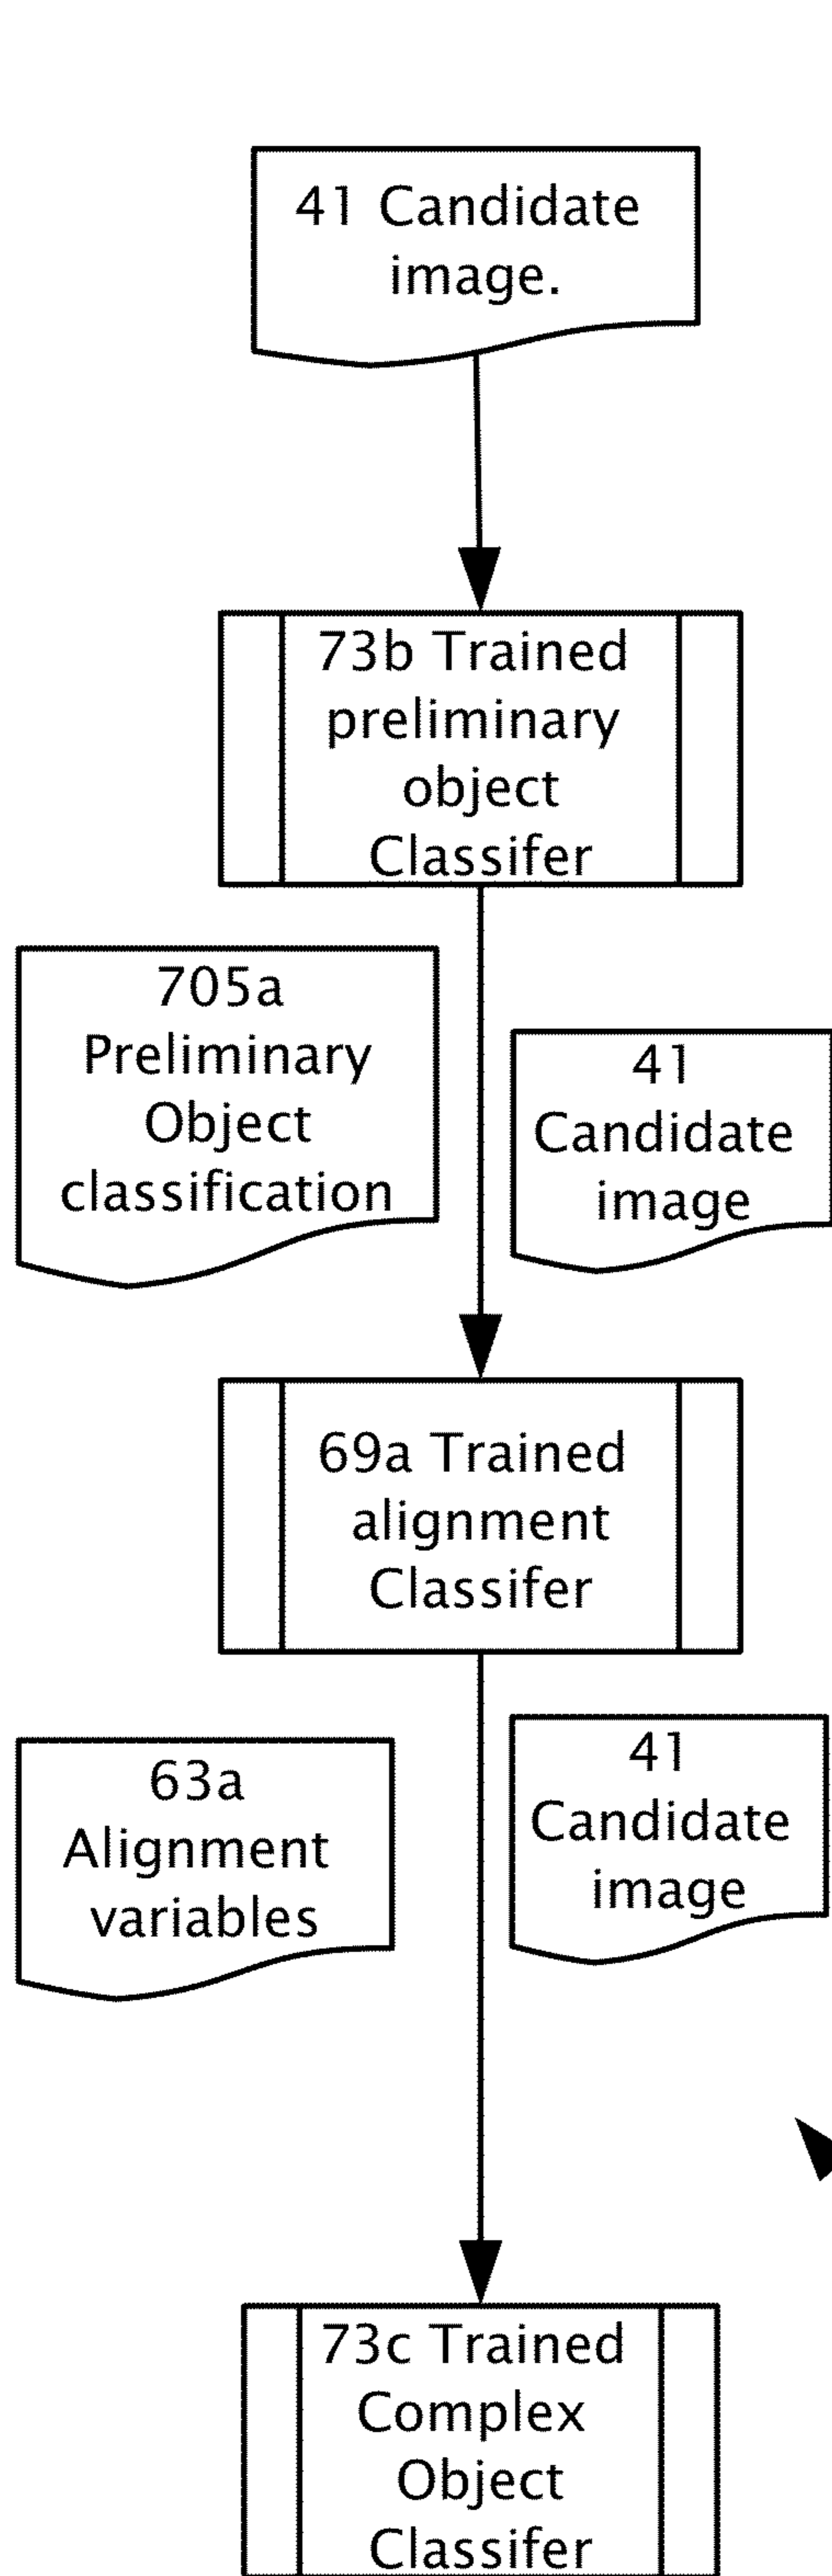 41 Candidate
image.
73b Trained
preliminary
object
Classifer
705a
Preliminary
Object
classification
41
Candidate
image
69a Trained
alignment
Classifer
63a
Alignment
variables
41
Candidate
image
73c Trained
Complex
Object
Classifer